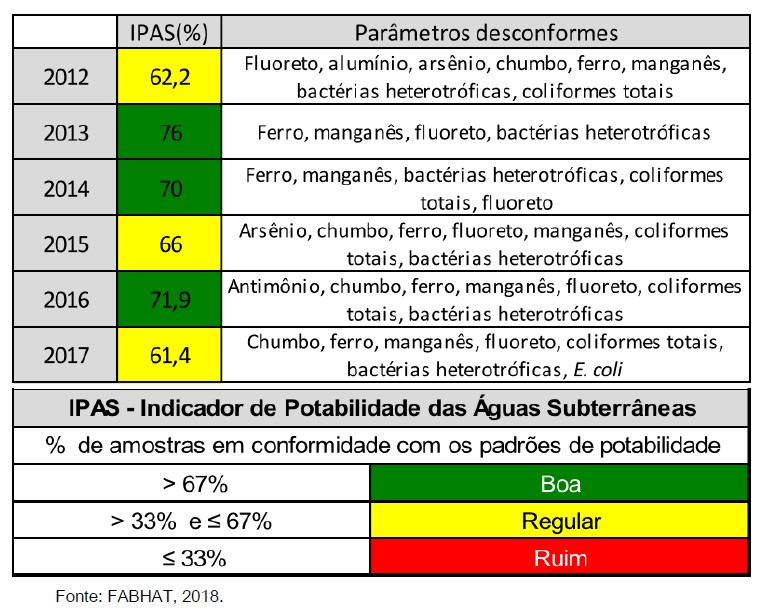 IPAS(%) Parâmetros desconformes
2012 62,2 Fluoreto, alumínio, arsênio, chumbo, ferro, manganês,
bactérias heterotróficas, coliformes totais
2013 76 Ferro, manganês, fluoreto, bactérias heterotróficas
2014 70 Ferro, manganês, bactérias heterotróficas, coliformes
totais, fluoreto
2015 66 Arsênio, chumbo, ferro, fluoreto, manganês, coliformes
totais, bactérias heterotróficas
2016 71,9 Antimônio, chumbo, ferro, manganês, fluoreto, coliformes
totais, bactérias heterotróficas
2017 61,4 Chumbo, ferro, manganês, fluoreto, coliformes totais,
bactérias heterotróficas, E. coli
IPAS - Indicador de Potabilidade das Águas Subterrâneas
% de amostras em conformidade com os padrões de potabilidade
> 67% Boa
> 33% e ≤ 67% Regular
≤ 33% Ruim
Fonte: FABHAT, 2018.